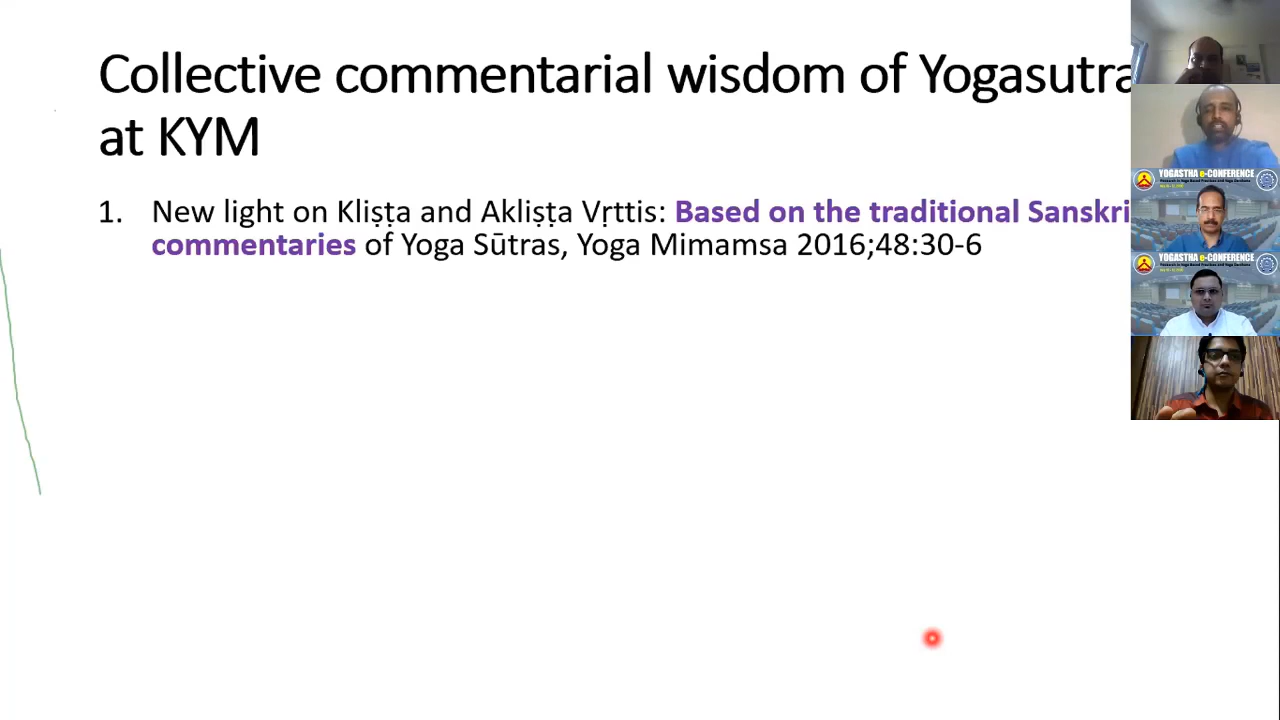 Collective commentarial wisdom of Yogasutra
at KYM
1. New light on Kliṣṭa and Akliṣṭa Vṛttis: Based on the traditional Sanskri
commentaries of Yoga Sūtras, Yoga Mimamsa 2016;48:30-6
YOGASTHA e-CONFERENCE
YOGASTHA e-CONFERENCE